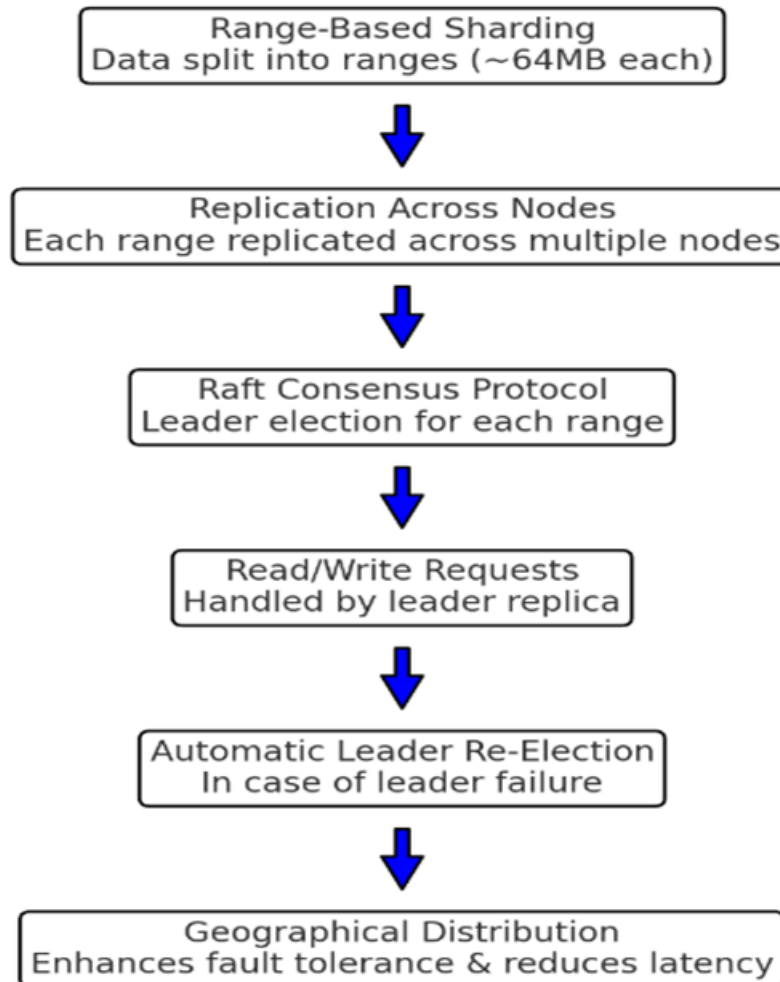 Range-Based Sharding
Data split into ranges (~64MB each)
Replication Across Nodes
Each range replicated across multiple nodes
Raft Consensus Protocol
Leader election for each range
Read/Write Requests
Handled by leader replica
Automatic Leader Re-Election
In case of leader failure
Geographical Distribution
Enhances fault tolerance & reduces latency